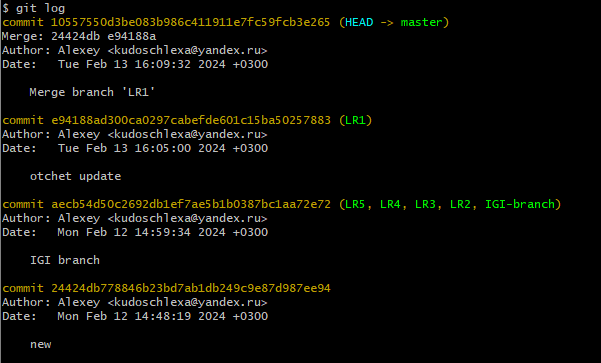 $ git log
commit 10557550d3be083b986c411911e7fc59fcb3e265 (HEAD -> master)
Merge: 24424db e94188a
Author: Alexey <kudoschlexa@yandex.ru>
Date:   Tue Feb 13 16:09:32 2024 +0300
    Merge branch 'LR1'
commit e94188ad300ca0297cabefde601c15ba50257883 (LR1)
Author: Alexey <kudoschlexa@yandex.ru>
Date:   Tue Feb 13 16:05:00 2024 +0300
    otchet update
commit aecb54d50c2692db1ef7ae5b1b0387bc1aa72e72 (LR5, LR4, LR3, LR2, IGI-branch)
Author: Alexey <kudoschlexa@yandex.ru>
Date:   Mon Feb 12 14:59:34 2024 +0300
    IGI branch
commit 24424db778846b23bd7ab1db249c9e87d987ee94
Author: Alexey <kudoschlexa@yandex.ru>
Date:   Mon Feb 12 14:48:19 2024 +0300
    new